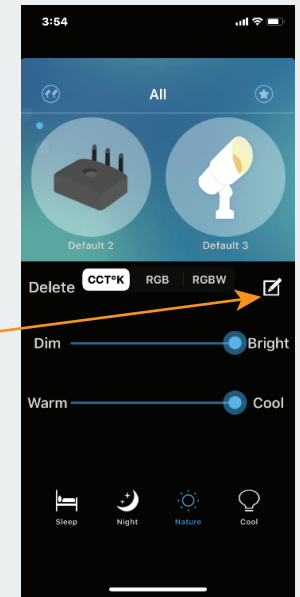 3:54
All
Default 2 Default 3
Delete CCT°K RGB RGBW
Dim Bright
Warm Cool
Sleep Night Nature Cool